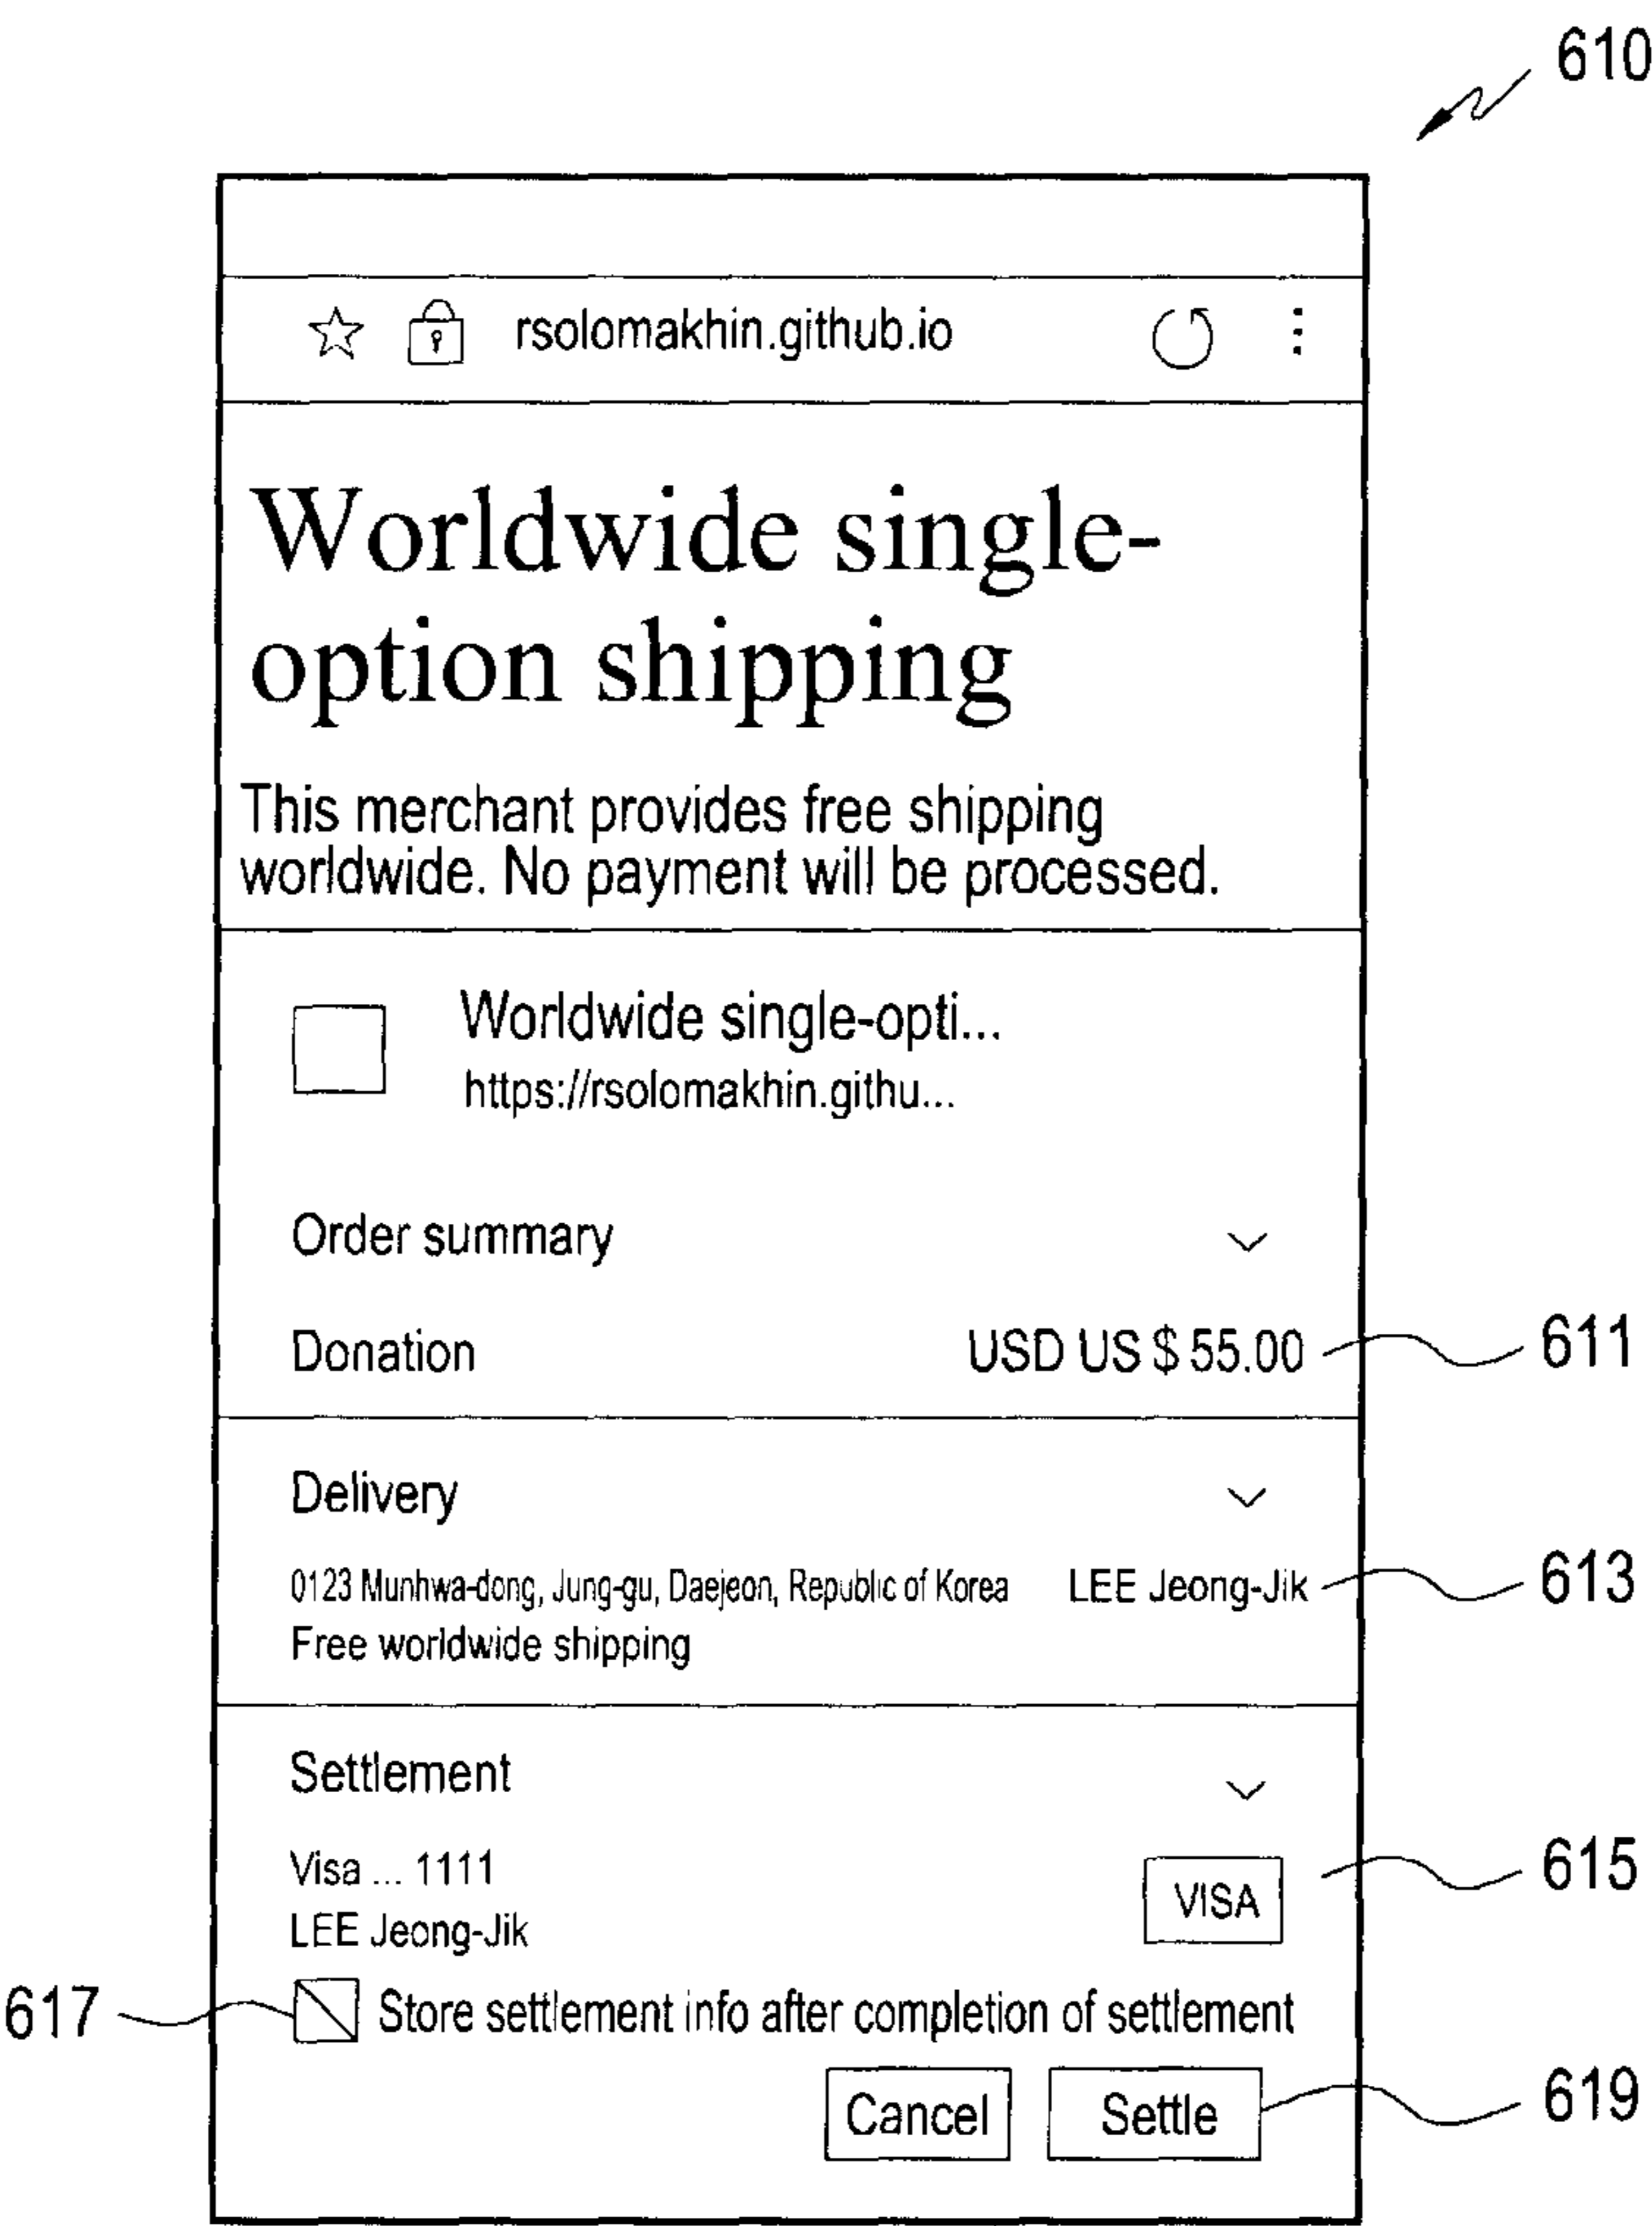 610
rsolomakhin.github.io
Worldwide single-
option shipping
This merchant provides free shipping
worldwide. No payment will be processed.
Worldwide single-opti...
https://rsolomakhin.githu...
Order summary
Donation USD US $ 55.00 611
Delivery
0123 Munhwa-dong, Jung-gu, Daejeon, Republic of Korea LEE Jeong-Jik 613
Free worldwide shipping
Settlement
Visa ... 1111 VISA 615
LEE Jeong-Jik
617 Store settlement info after completion of settlement
Cancel Settle 619